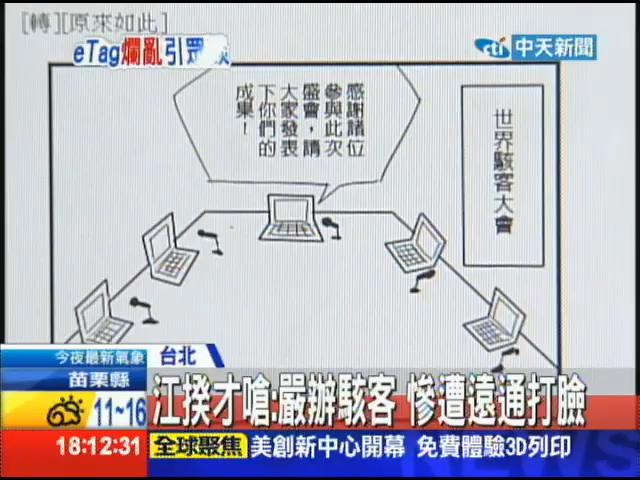 [轉][原來如此]
eTag爛亂引眾
cti 中天新聞
感謝諸位
參與此次
盛會，請
大家發表
下你們的
成果！
世界駭客大會
今夜最新氣象
台北
苗栗縣
11~16
江揆才嗆:嚴辦駭客 慘遭遠通打臉
18:12:31
全球聚焦 美創新中心開幕 免費體驗3D列印
NEWS